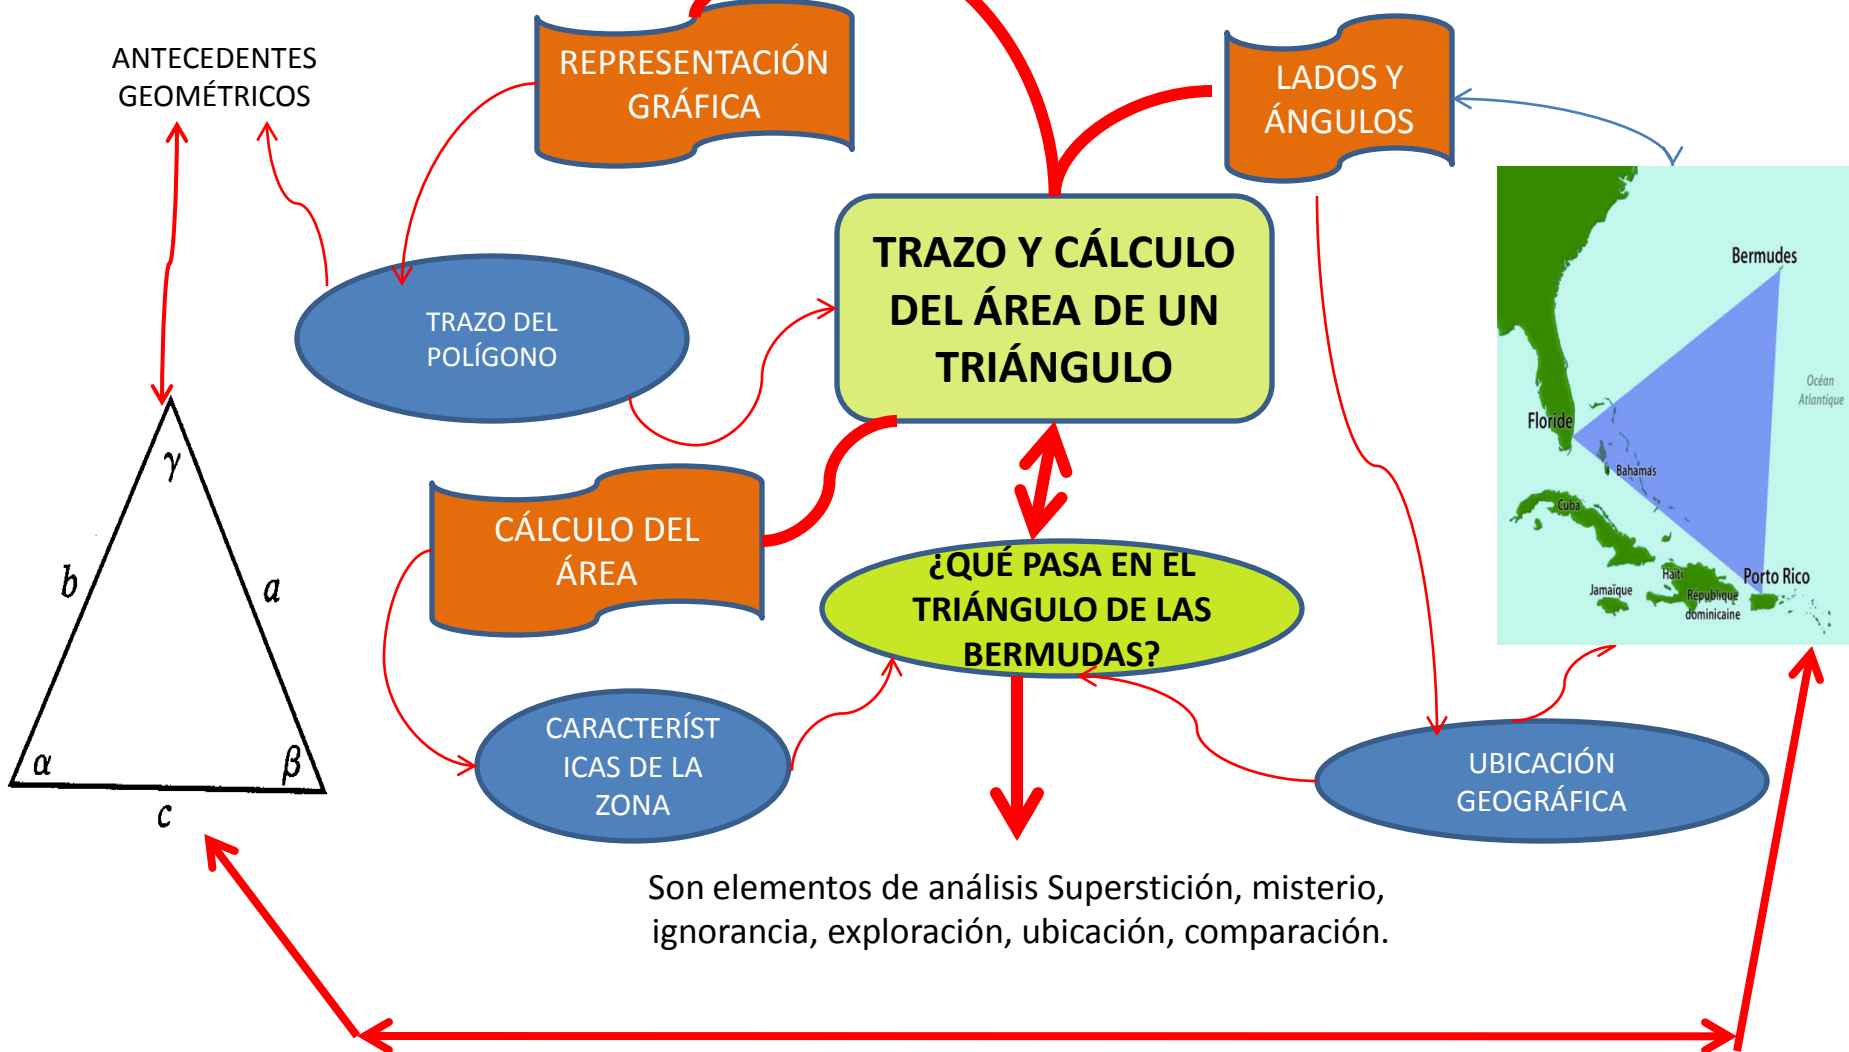 ANTECEDENTES
GEOMÉTRICOS
REPRESENTACIÓN
GRÁFICA
LADOS Y
ÁNGULOS
TRAZO Y CÁLCULO
DEL ÁREA DE UN
TRIÁNGULO
TRAZO DEL
POLÍGONO
Bermudes
Océan
Atlantique
Floride
Bahamas
Cuba
Haïti
Porto Rico
Jamaïque
République
dominicaine
γ
b
a
α
β
c
CÁLCULO DEL
ÁREA
¿QUÉ PASA EN EL
TRIÁNGULO DE LAS
BERMUDAS?
CARACTERÍST
ICAS DE LA
ZONA
UBICACIÓN
GEOGRÁFICA
Son elementos de análisis Superstición, misterio,
ignorancia, exploración, ubicación, comparación.